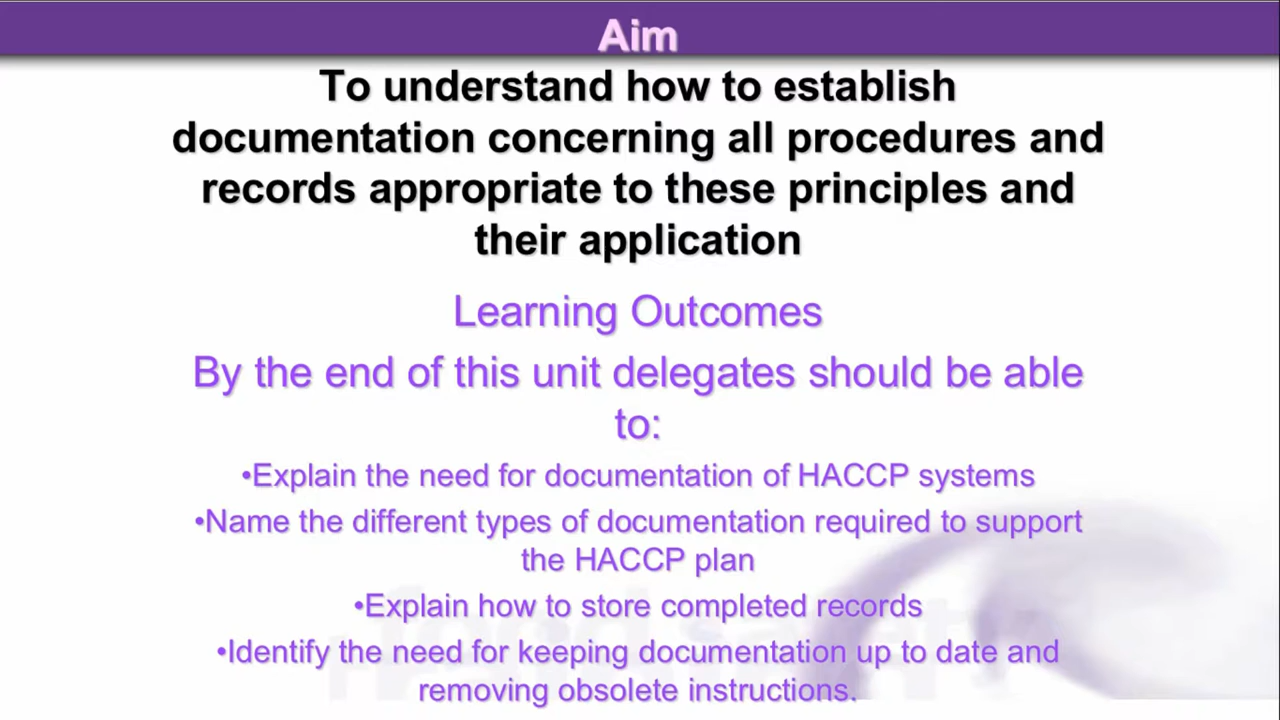 Aim
To understand how to establish
documentation concerning all procedures and
records appropriate to these principles and
their application
Learning Outcomes
By the end of this unit delegates should be able
to:
•Explain the need for documentation of HACCP systems
•Name the different types of documentation required to support
the HACCP plan
•Explain how to store completed records
•Identify the need for keeping documentation up to date and
removing obsolete instructions.